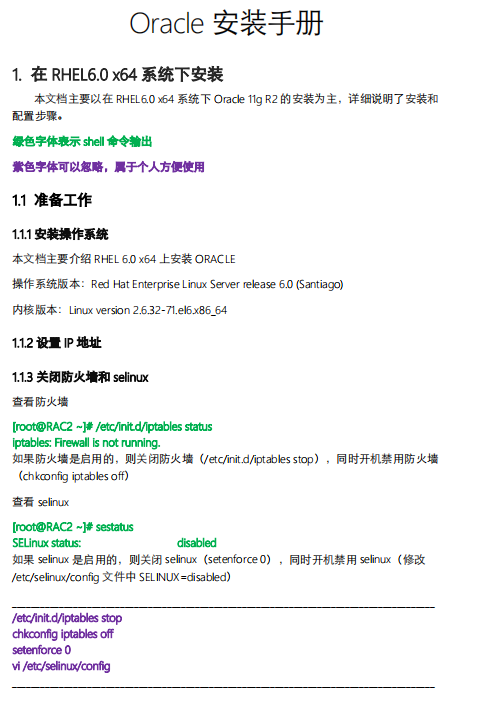 Oracle 安装手册
1. 在 RHEL6.0 x64 系统下安装
本文档主要以在 RHEL6.0 x64 系统下 Oracle 11g R2 的安装为主，详细说明了安装和
配置步骤。
绿色字体表示 shell 命令输出
紫色字体可以忽略，属于个人方便使用
1.1 准备工作
1.1.1 安装操作系统
本文档主要介绍 RHEL 6.0 x64 上安装 ORACLE
操作系统版本：Red Hat Enterprise Linux Server release 6.0 (Santiago)
内核版本：Linux version 2.6.32-71.el6.x86_64
1.1.2 设置 IP 地址
1.1.3 关闭防火墙和 selinux
查看防火墙
[root@RAC2 ~]# /etc/init.d/iptables status
iptables: Firewall is not running.
如果防火墙是启用的，则关闭防火墙（/etc/init.d/iptables stop），同时开机禁用防火墙
（chkconfig iptables off）
查看 selinux
[root@RAC2 ~]# sestatus
SELinux status: disabled
如果 selinux 是启用的，则关闭 selinux（setenforce 0），同时开机禁用 selinux（修改
/etc/selinux/config 文件中 SELINUX=disabled）
/etc/init.d/iptables stop
chkconfig iptables off
setenforce 0
vi /etc/selinux/config